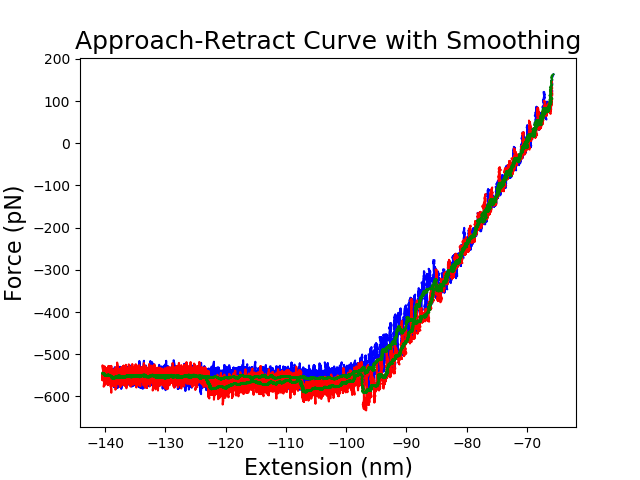 Approach-Retract Curve with Smoothing
200
100
0
−100
−200
−300
−400
−500
−600
Force (pN)
−140 −130 −120 −110 −100 −90 −80 −70
Extension (nm)